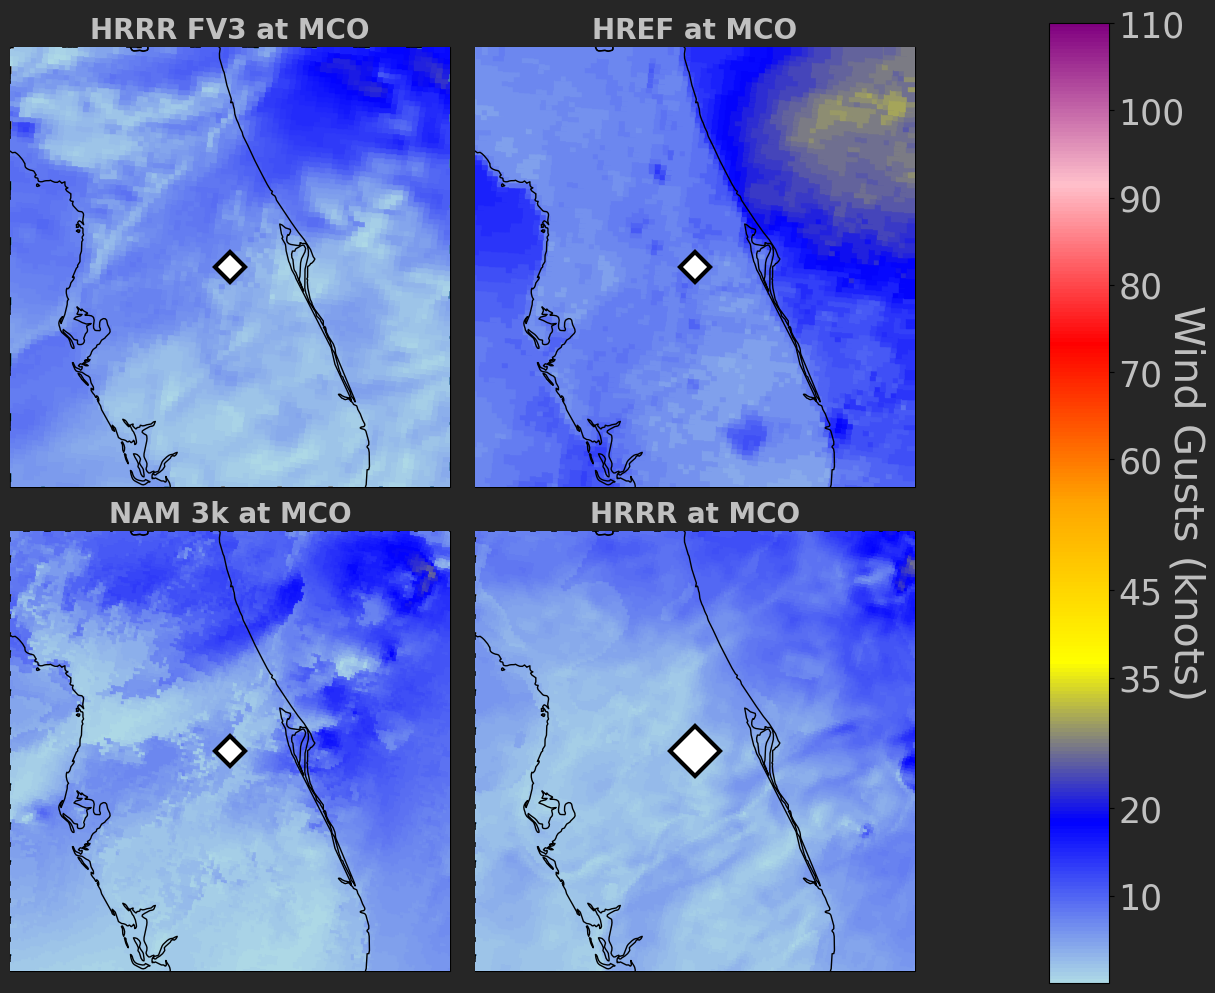 HRRR FV3 at MCO
HREF at MCO
NAM 3k at MCO
HRRR at MCO
110
100
90
80
70
60
45
35
20
10
Wind Gusts (knots)